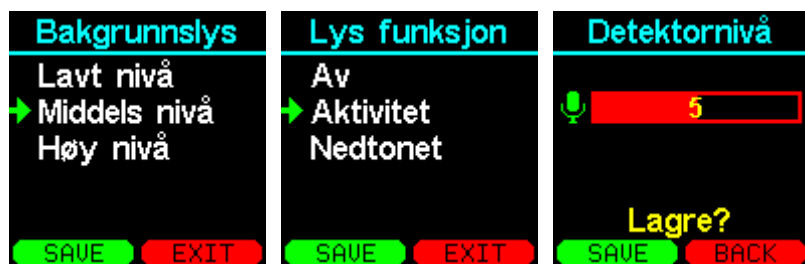 Bakgrunnslys
Lavt nivå
Middels nivå
Høy nivå
SAVE EXIT
Lys funksjon
Av
Aktivitet
Nedtonet
SAVE EXIT
Detektornivå
5
Lagre?
SAVE BACK